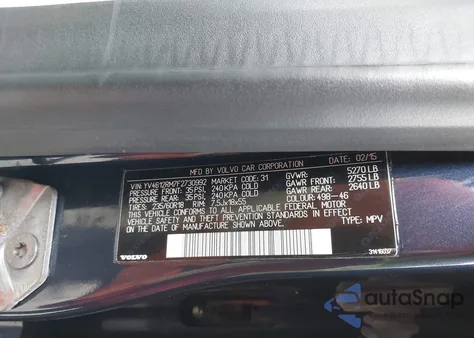 MFD BY VOLVO CAR CORPORATION 02/15
VIN: YV4612RM7F2730992 MARKET CODE: 31 GVWR: 5270 LB
PRESSURE FRONT: 35 PSI, 240 KPA COLD GAWR FRONT: 2755 LB
PRESSURE REAR: 35 PSI, 240 KPA COLD GAWR REAR: 2640 LB
TIRES: 235/60R18 RIM: 7.5Jx18x55 COLOUR: 498-46
THIS VEHICLE CONFORMS TO ALL APPLICABLE FEDERAL MOTOR
VEHICLE SAFETY AND THEFT PREVENTION STANDARDS IN EFFECT
ON THE DATE OF MANUFACTURE SHOWN ABOVE. TYPE: MPV
VOLVO
autoSnap